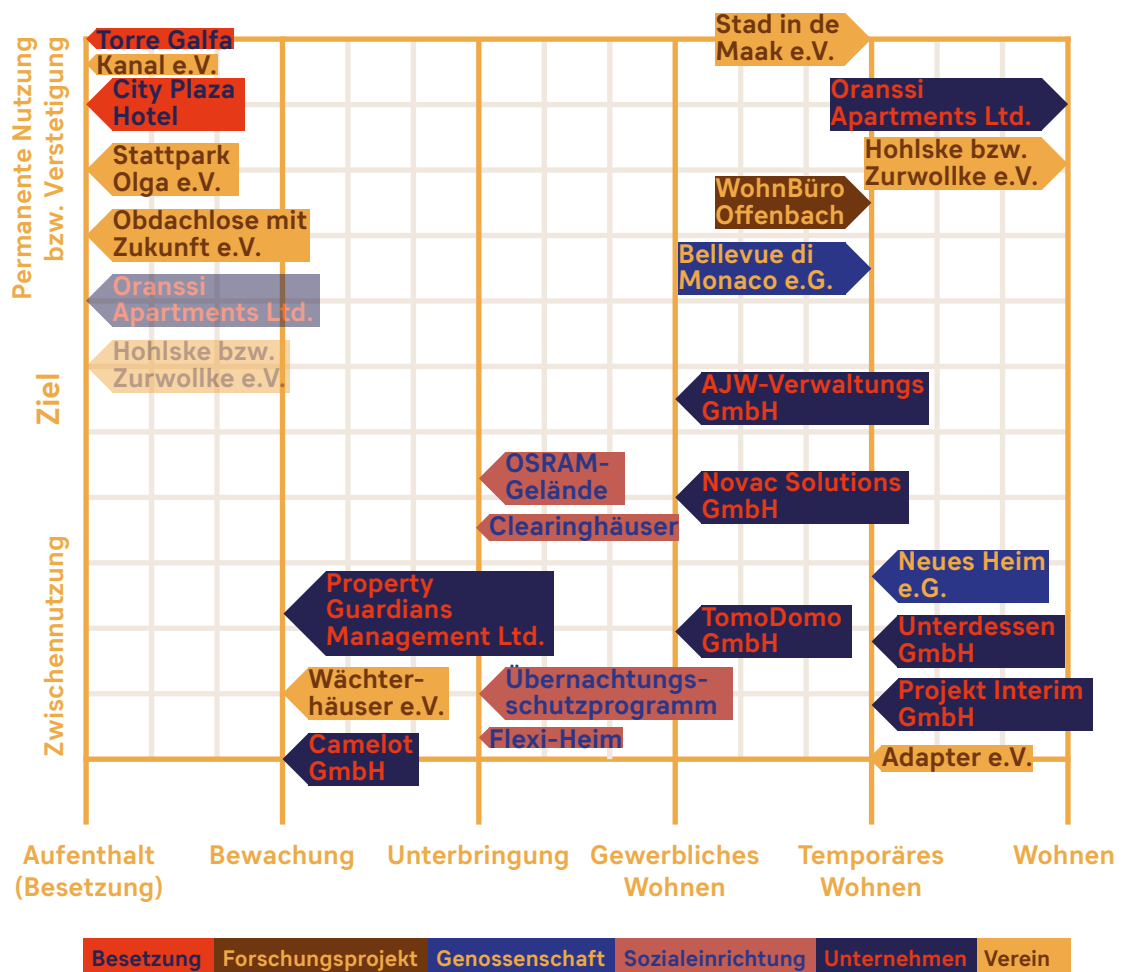 Permanente Nutzung
bzw. Verstetigung
Ziel
Zwischennutzung
Torre Galfa
Kanal e.V.
City Plaza
Hotel
Stattpark
Olga e.V.
Obdachlose mit
Zukunft e.V.
Oranssi
Apartments Ltd.
Hohlske bzw.
Zurwollke e.V.
Stad in de
Maak e.V.
Oranssi
Apartments Ltd.
Hohlske bzw.
Zurwollke e.V.
WohnBüro
Offenbach
Bellevue di
Monaco e.G.
AJW-Verwaltungs
GmbH
OSRAM-
Gelände
Novac Solutions
GmbH
Clearinghäuser
Neues Heim
e.G.
Property
Guardians
Management Ltd.
TomoDomo
GmbH
Unterdessen
GmbH
Wächter-
häuser e.V.
Übernachtungs-
schutzprogramm
Projekt Interim
GmbH
Flexi-Heim
Camelot
GmbH
Adapter e.V.
Aufenthalt
(Besetzung)
Bewachung
Unterbringung
Gewerbliches
Wohnen
Temporäres
Wohnen
Wohnen
Besetzung Forschungsprojekt Genossenschaft Sozialeinrichtung Unternehmen Verein